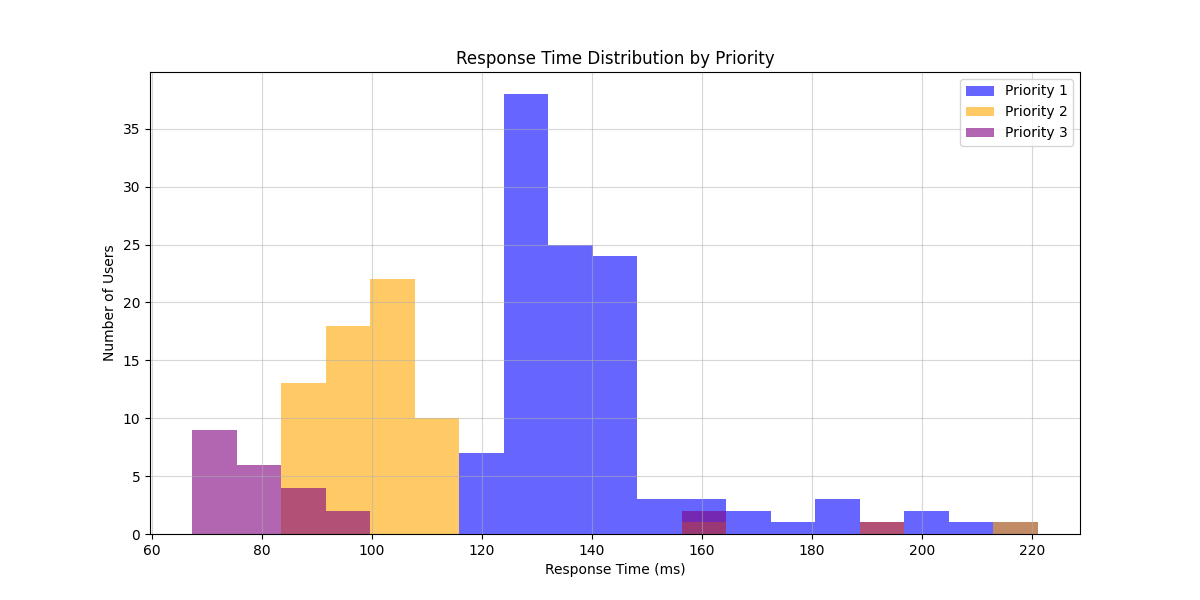 Response Time Distribution by Priority
Priority 1
Priority 2
Priority 3
Number of Users
35
30
25
20
15
10
5
0
60 80 100 120 140 160 180 200 220
Response Time (ms)